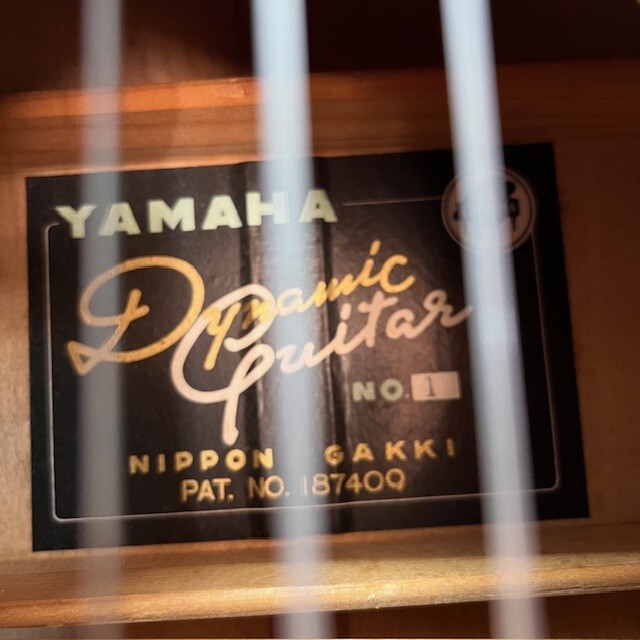 YAMAHA
Dynamic
Guitar
NO. 1
NIPPON GAKKI
PAT. NO. 187409